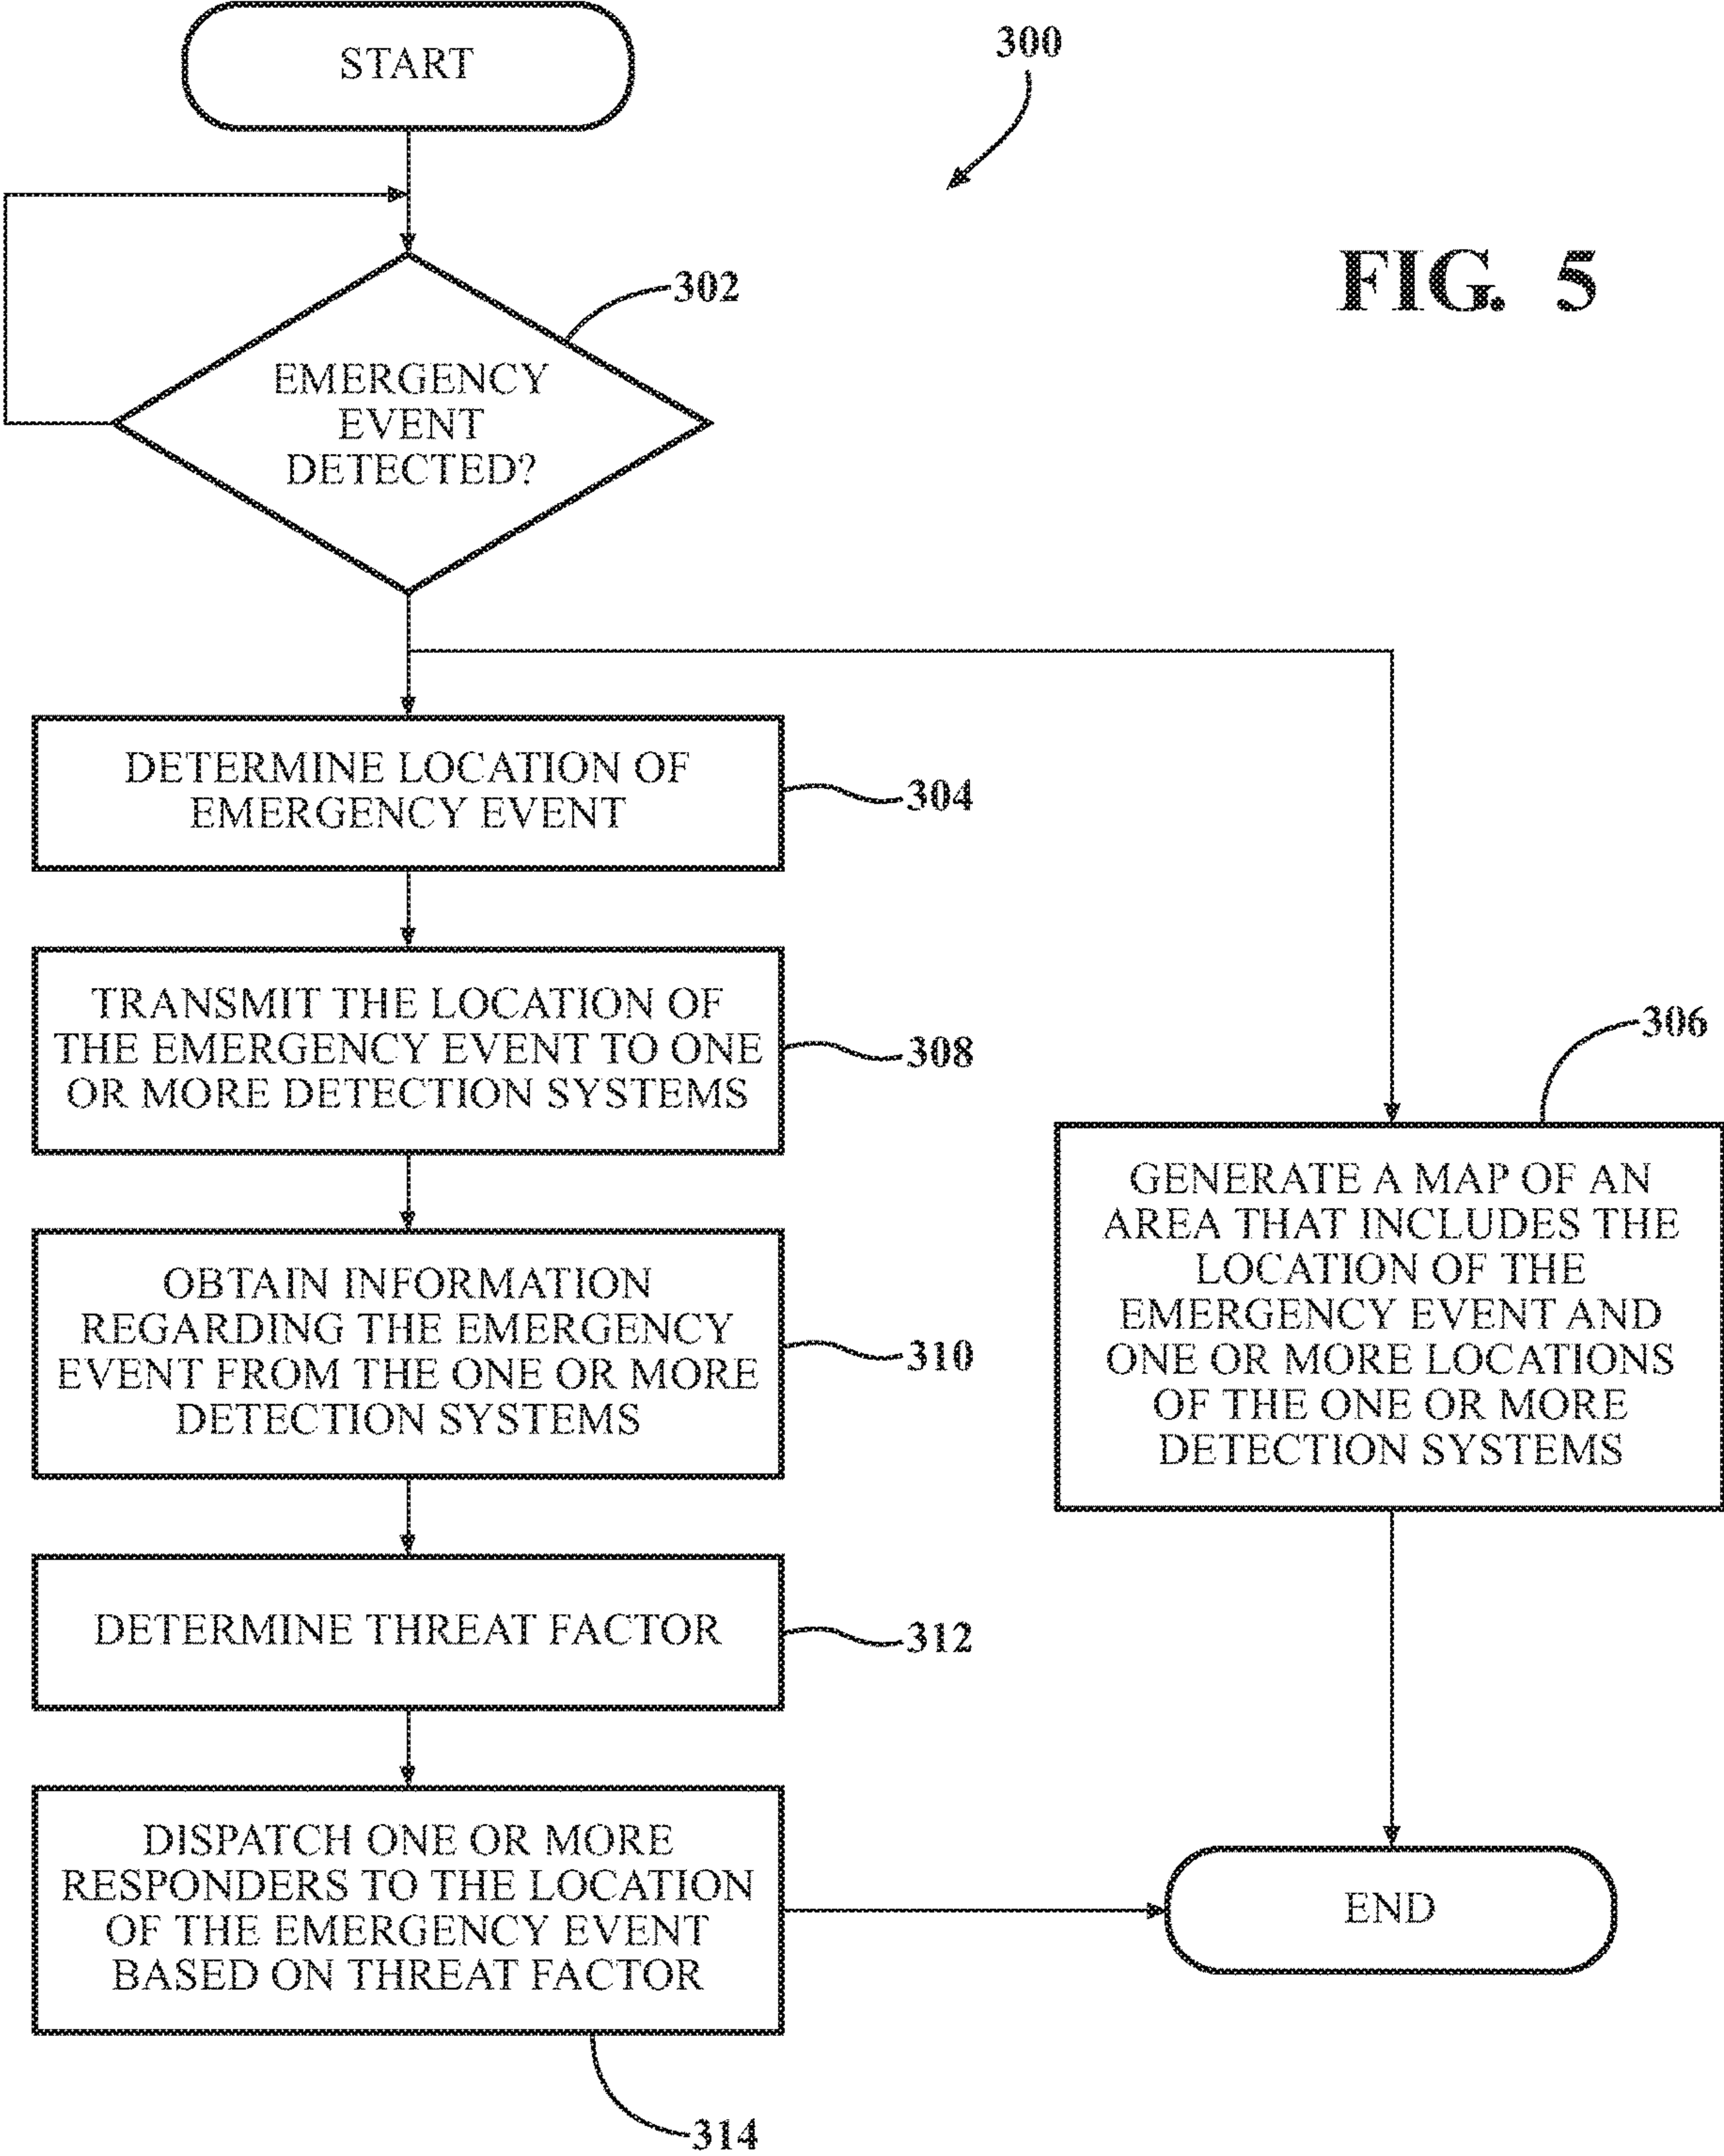 START
300
FIG. 5
302
EMERGENCY
EVENT
DETECTED?
DETERMINE LOCATION OF
EMERGENCY EVENT
304
TRANSMIT THE LOCATION OF
THE EMERGENCY EVENT TO ONE
OR MORE DETECTION SYSTEMS
308
306
GENERATE A MAP OF AN
AREA THAT INCLUDES THE
LOCATION OF THE
EMERGENCY EVENT AND
ONE OR MORE LOCATIONS
OF THE ONE OR MORE
DETECTION SYSTEMS
OBTAIN INFORMATION
REGARDING THE EMERGENCY
EVENT FROM THE ONE OR MORE
DETECTION SYSTEMS
310
DETERMINE THREAT FACTOR
312
DISPATCH ONE OR MORE
RESPONDERS TO THE LOCATION
OF THE EMERGENCY EVENT
BASED ON THREAT FACTOR
314
END